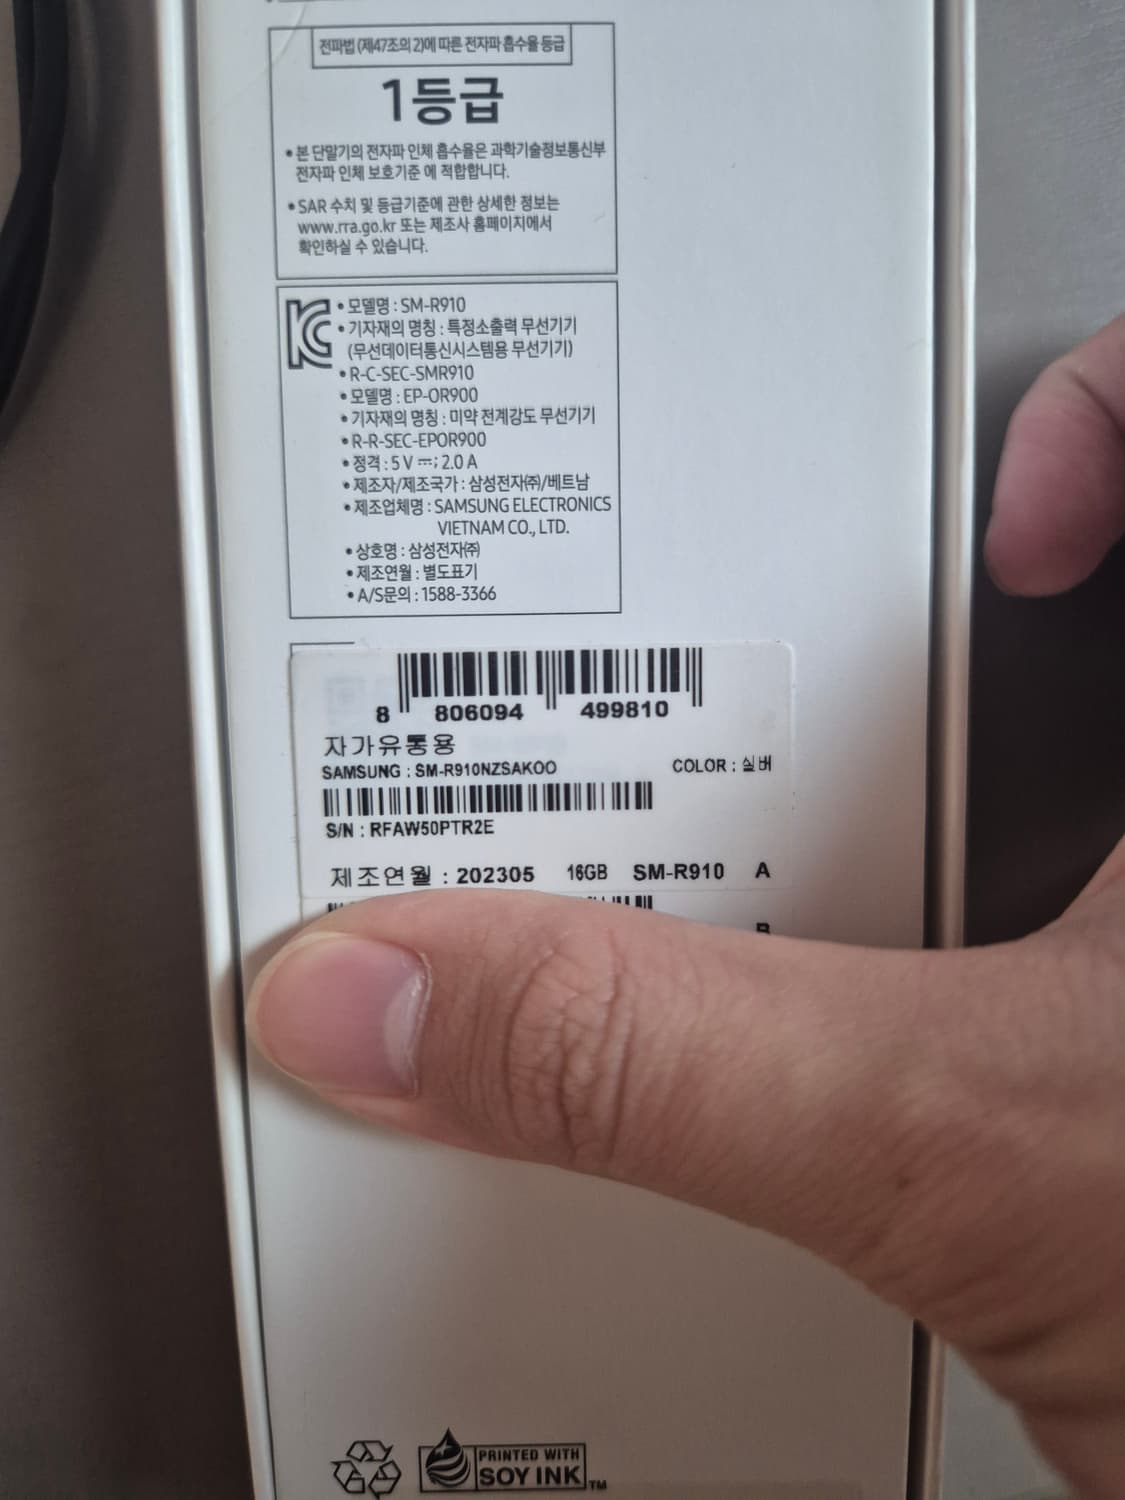 전파법 (제47조의 2)에 따른 전자파 흡수율 등급
1등급
• 본 단말기의 전자파 인체 흡수율은 과학기술정보통신부
전자파 인체 보호기준 에 적합합니다.
• SAR 수치 및 등급기준에 관한 상세한 정보는
www.rra.go.kr 또는 제조사 홈페이지에서
확인하실 수 있습니다.
• 모델명 : SM-R910
• 기자재의 명칭 : 특정소출력 무선기기
(무선데이터통신시스템용 무선기기)
• R-C-SEC-SMR910
• 모델명 : EP-OR900
• 기자재의 명칭 : 미약 전계강도 무선기기
• R-R-SEC-EPOR900
• 정격 : 5 V ⎓; 2.0 A
• 제조자/제조국가 : 삼성전자㈜/베트남
• 제조업체명 : SAMSUNG ELECTRONICS
VIETNAM CO., LTD.
• 상호명 : 삼성전자㈜
• 제조연월 : 별도표기
• A/S문의 : 1588-3366
8 806094 499810
자가유통용
SAMSUNG : SM-R910NZSAKOO COLOR : 실버
S/N : RFAW50PTR2E
제조연월 : 202305 16GB SM-R910 A
B
PRINTED WITH
SOY INK TM